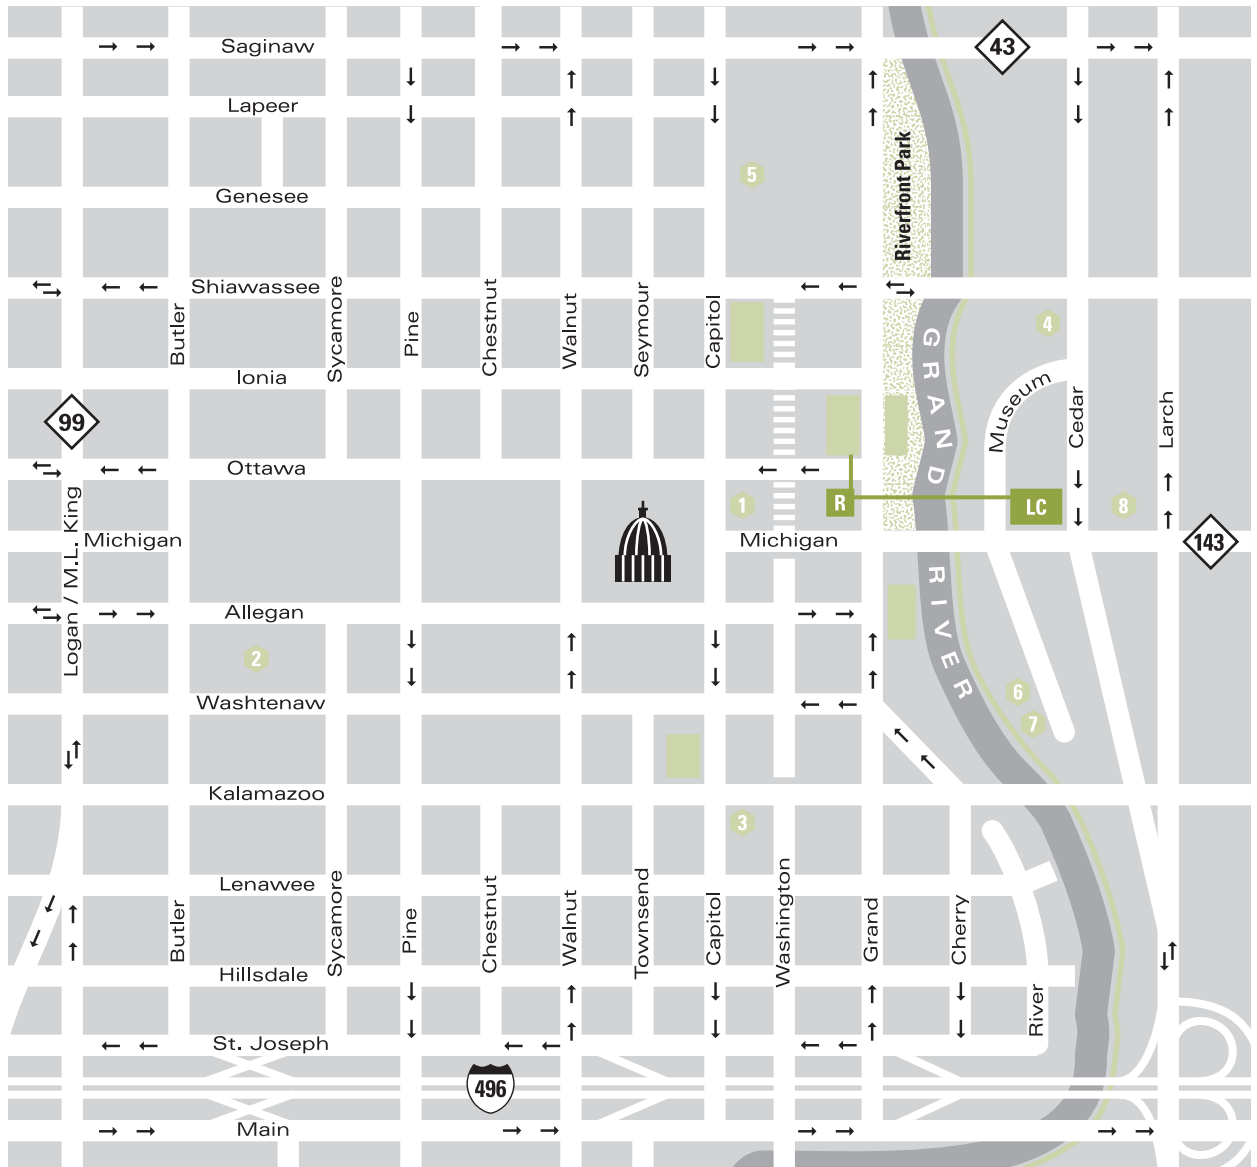 Saginaw
43
Lapeer
Riverfront Park
5
Genesee
Shiawassee
Butler
Sycamore
Pine
Chestnut
Walnut
Seymour
Capitol
4
GRAND RIVER
Ionia
Museum
Cedar
Larch
99
Ottawa
Logan / M.L. King
1
R
LC
8
Michigan
Michigan
143
Allegan
2
6
Washtenaw
7
Kalamazoo
3
Lenawee
Butler
Sycamore
Pine
Chestnut
Walnut
Townsend
Capitol
Washington
Grand
Cherry
Hillsdale
River
St. Joseph
496
Main